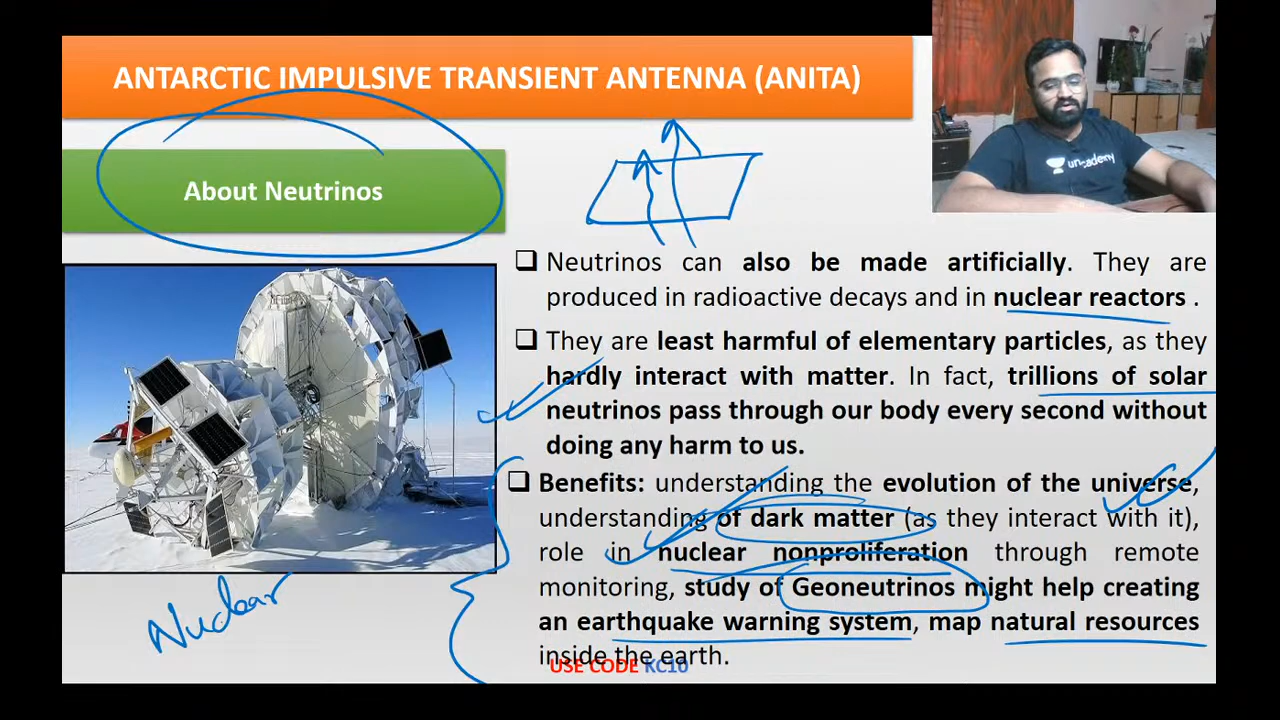 ANTARCTIC IMPULSIVE TRANSIENT ANTENNA (ANITA)
unacademy
About Neutrinos
❑ Neutrinos can also be made artificially. They are
produced in radioactive decays and in nuclear reactors .
❑ They are least harmful of elementary particles, as they
hardly interact with matter. In fact, trillions of solar
neutrinos pass through our body every second without
doing any harm to us.
❑ Benefits: understanding the evolution of the universe,
understanding of dark matter (as they interact with it),
role in nuclear nonproliferation through remote
monitoring, study of Geoneutrinos might help creating
an earthquake warning system, map natural resources
inside the earth.
Nuclear
USE CODE KC10